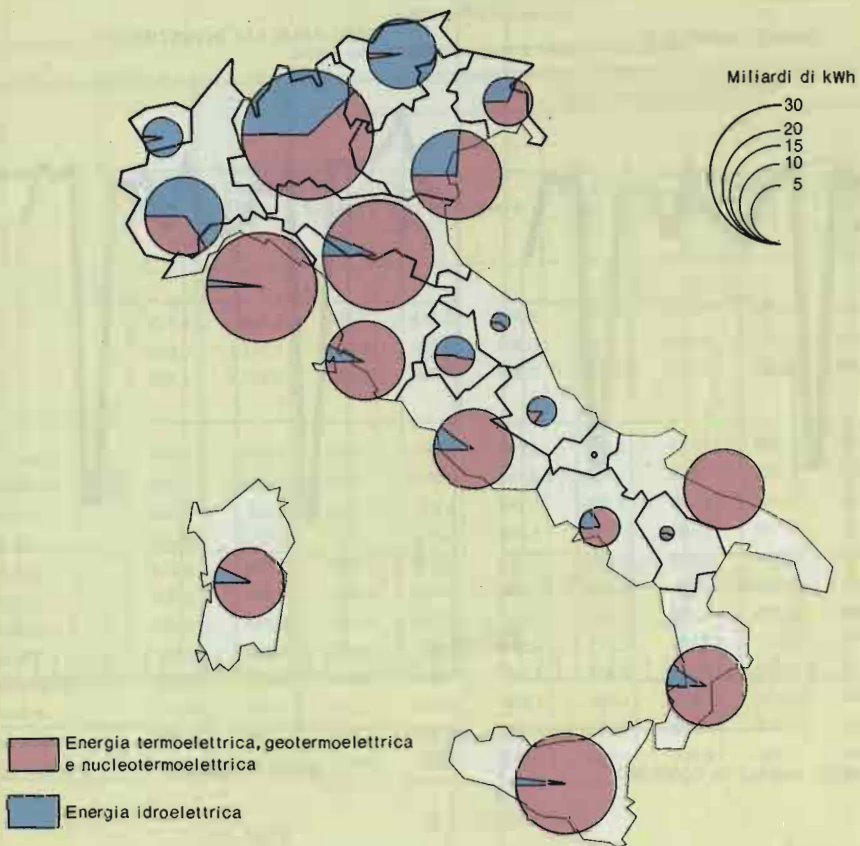 Miliardi di kWh
30
20
15
10
5
Energia termoelettrica, geotermoelettrica
e nucleotermoelettrica
Energia idroelettrica